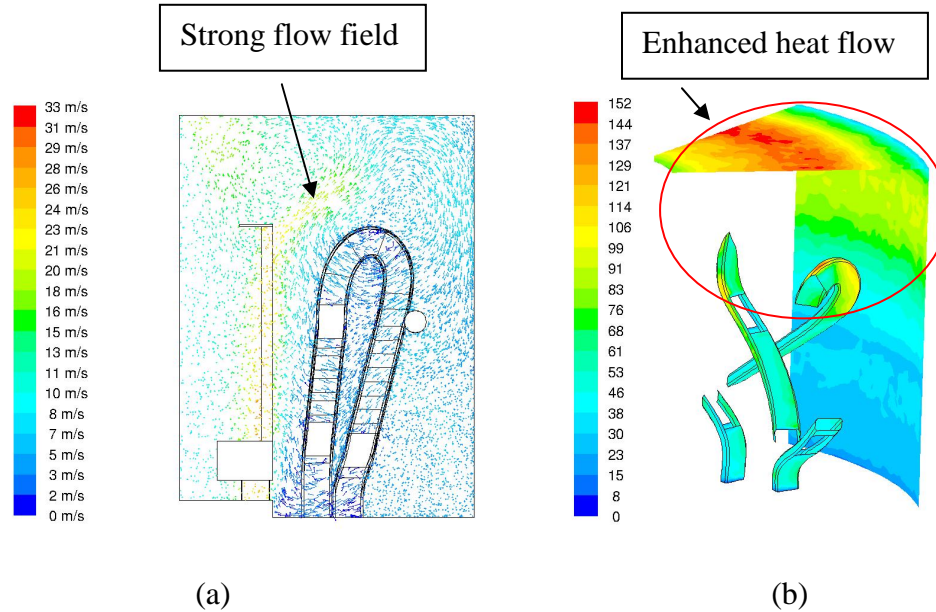 Strong flow field
Enhanced heat flow
33 m/s
31 m/s
29 m/s
28 m/s
26 m/s
24 m/s
23 m/s
21 m/s
20 m/s
18 m/s
16 m/s
15 m/s
13 m/s
11 m/s
10 m/s
8 m/s
7 m/s
5 m/s
3 m/s
2 m/s
0 m/s
152
144
137
129
121
114
106
99
91
83
76
68
61
53
46
38
30
23
15
8
0
(a)
(b)